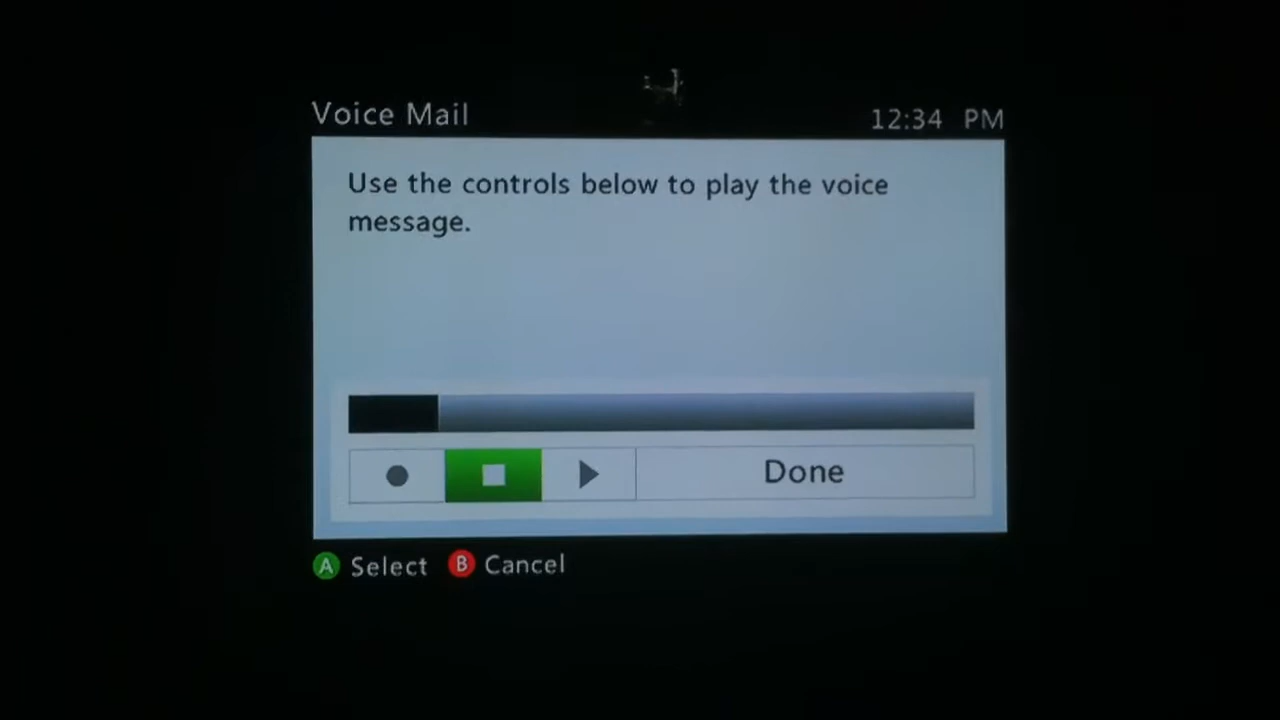 Voice Mail
12:34 PM
Use the controls below to play the voice
message.
Done
A Select B Cancel